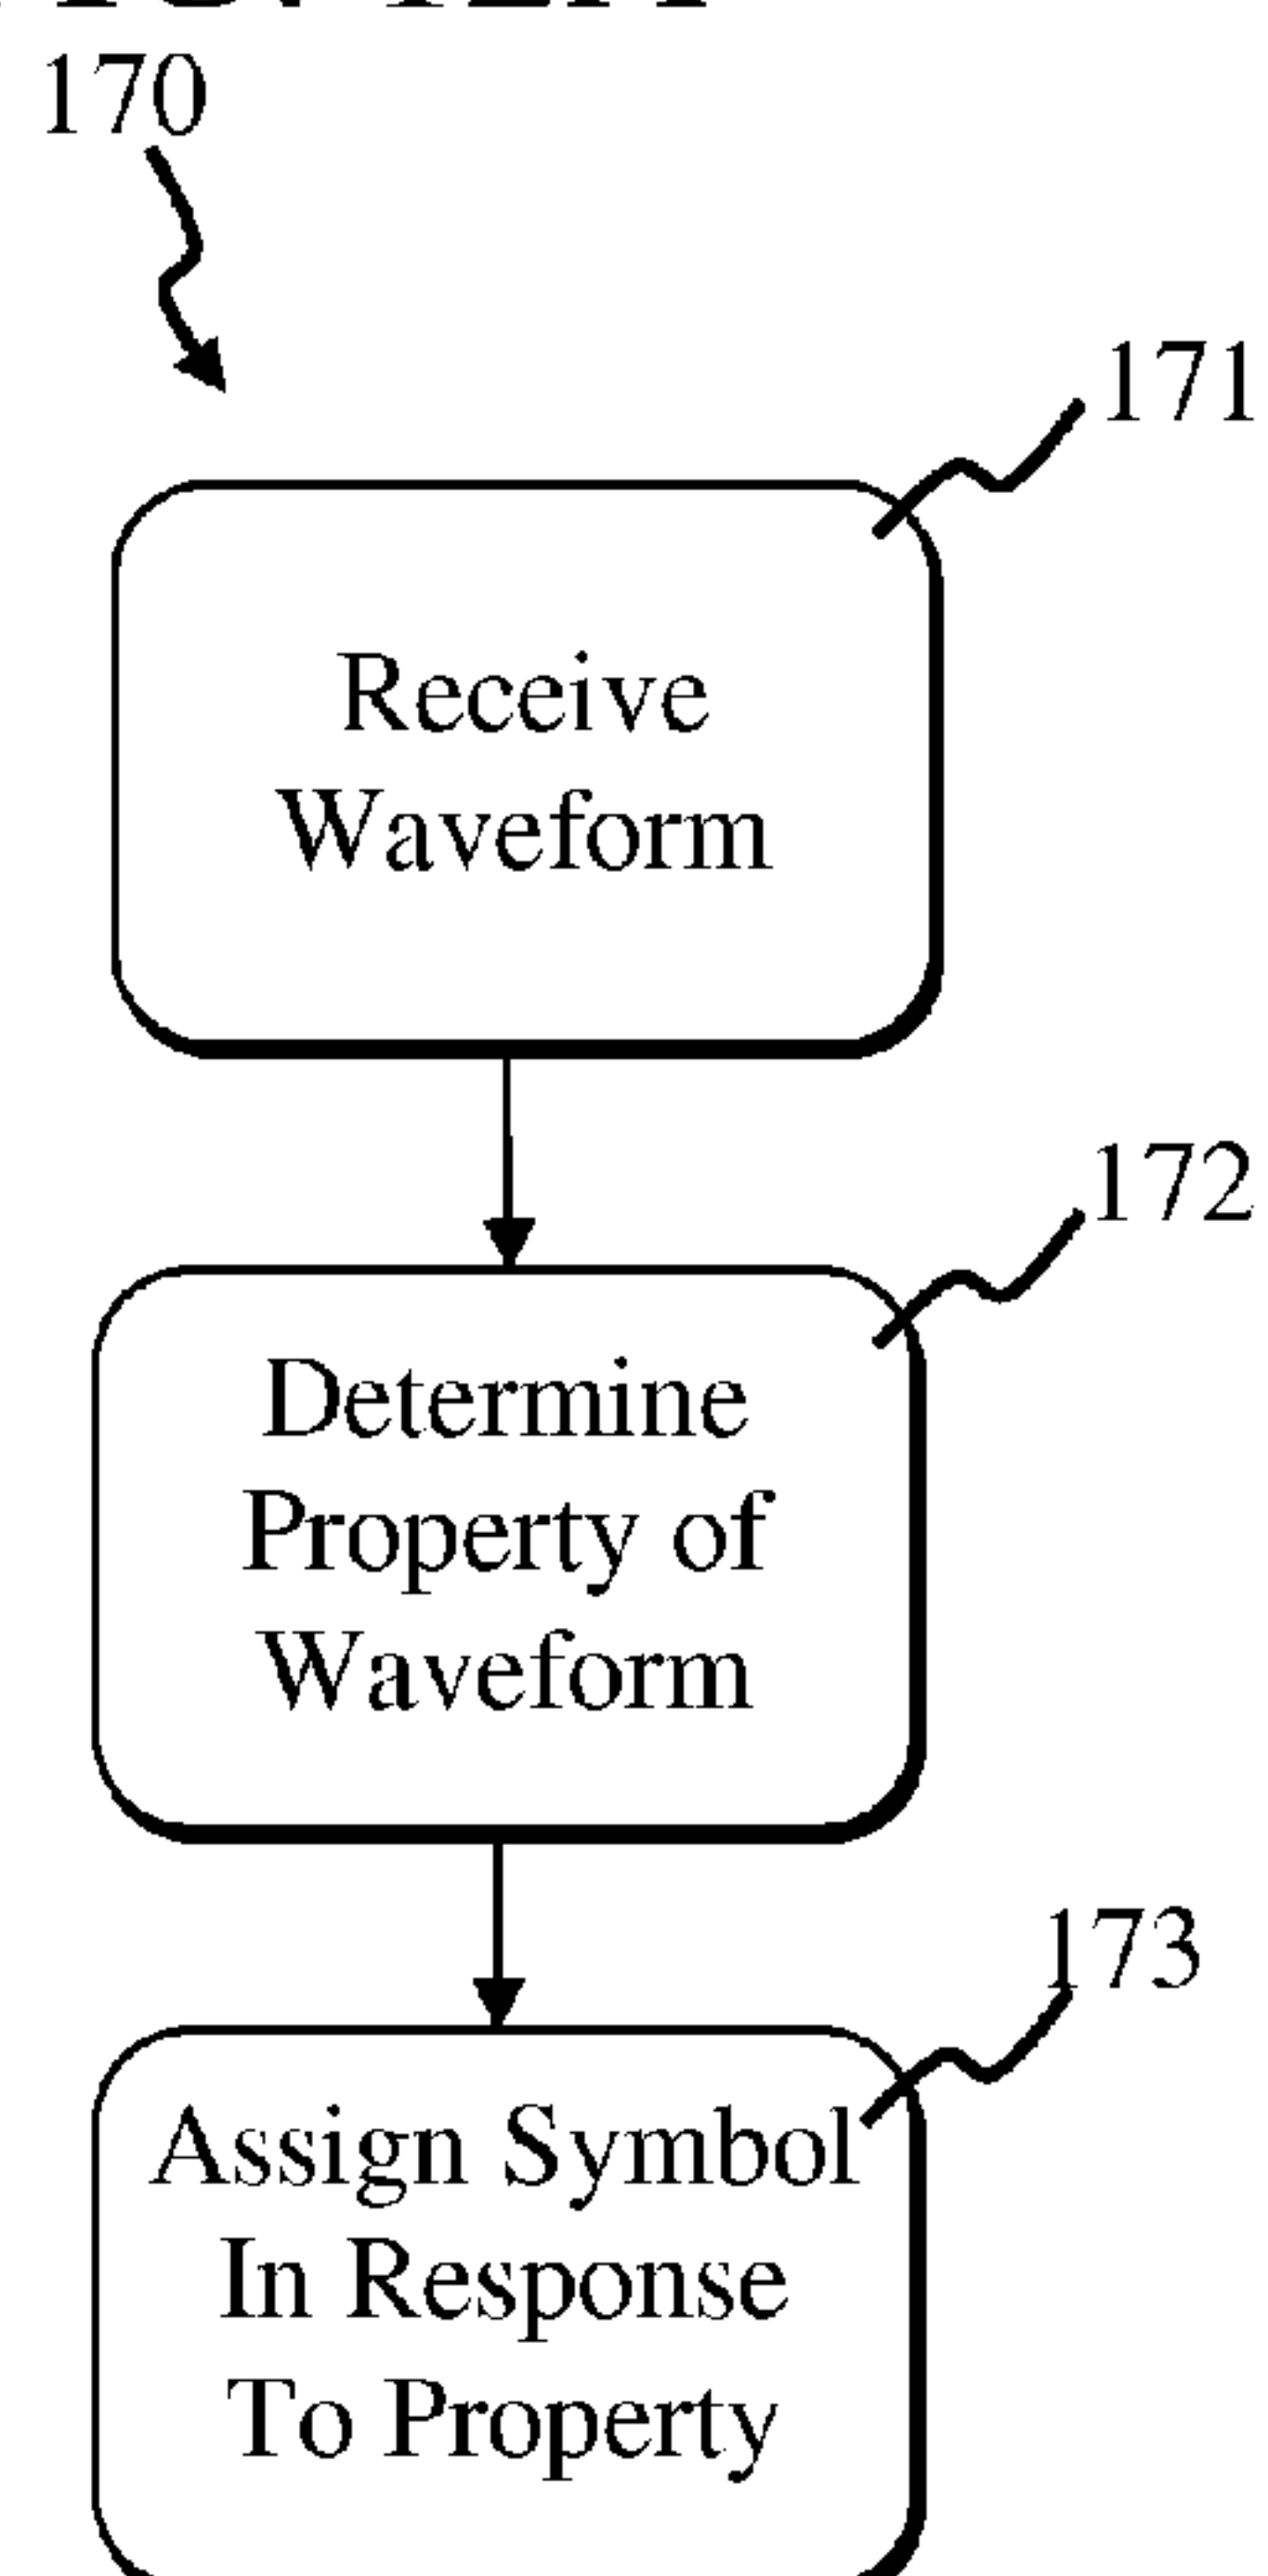 170
171
Receive
Waveform
172
Determine
Property of
Waveform
173
Assign Symbol
In Response
To Property